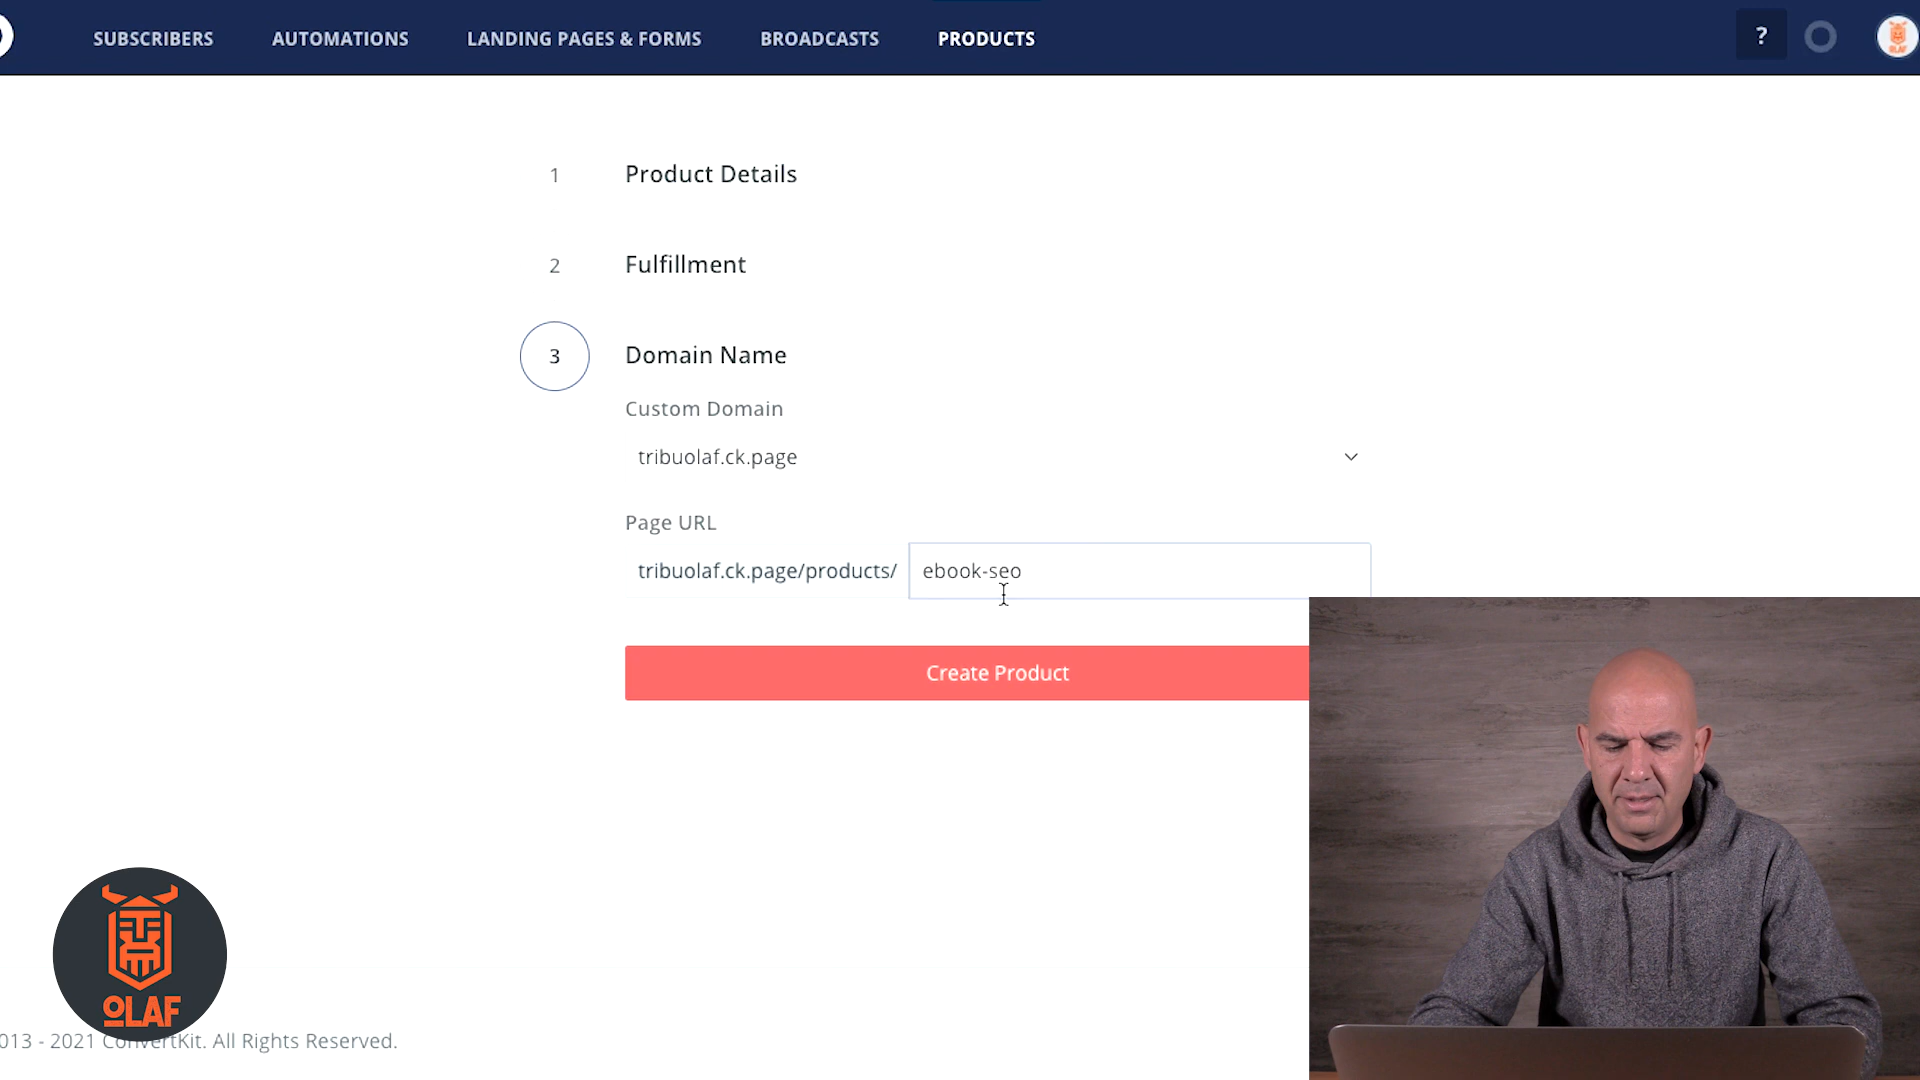 SUBSCRIBERS AUTOMATIONS LANDING PAGES & FORMS BROADCASTS PRODUCTS ?
OLAF
1 Product Details
2 Fulfillment
3 Domain Name
Custom Domain
tribuolaf.ck.page
Page URL
tribuolaf.ck.page/products/ ebook-seo
Create Product
OLAF
013 - 2021 ConvertKit. All Rights Reserved.